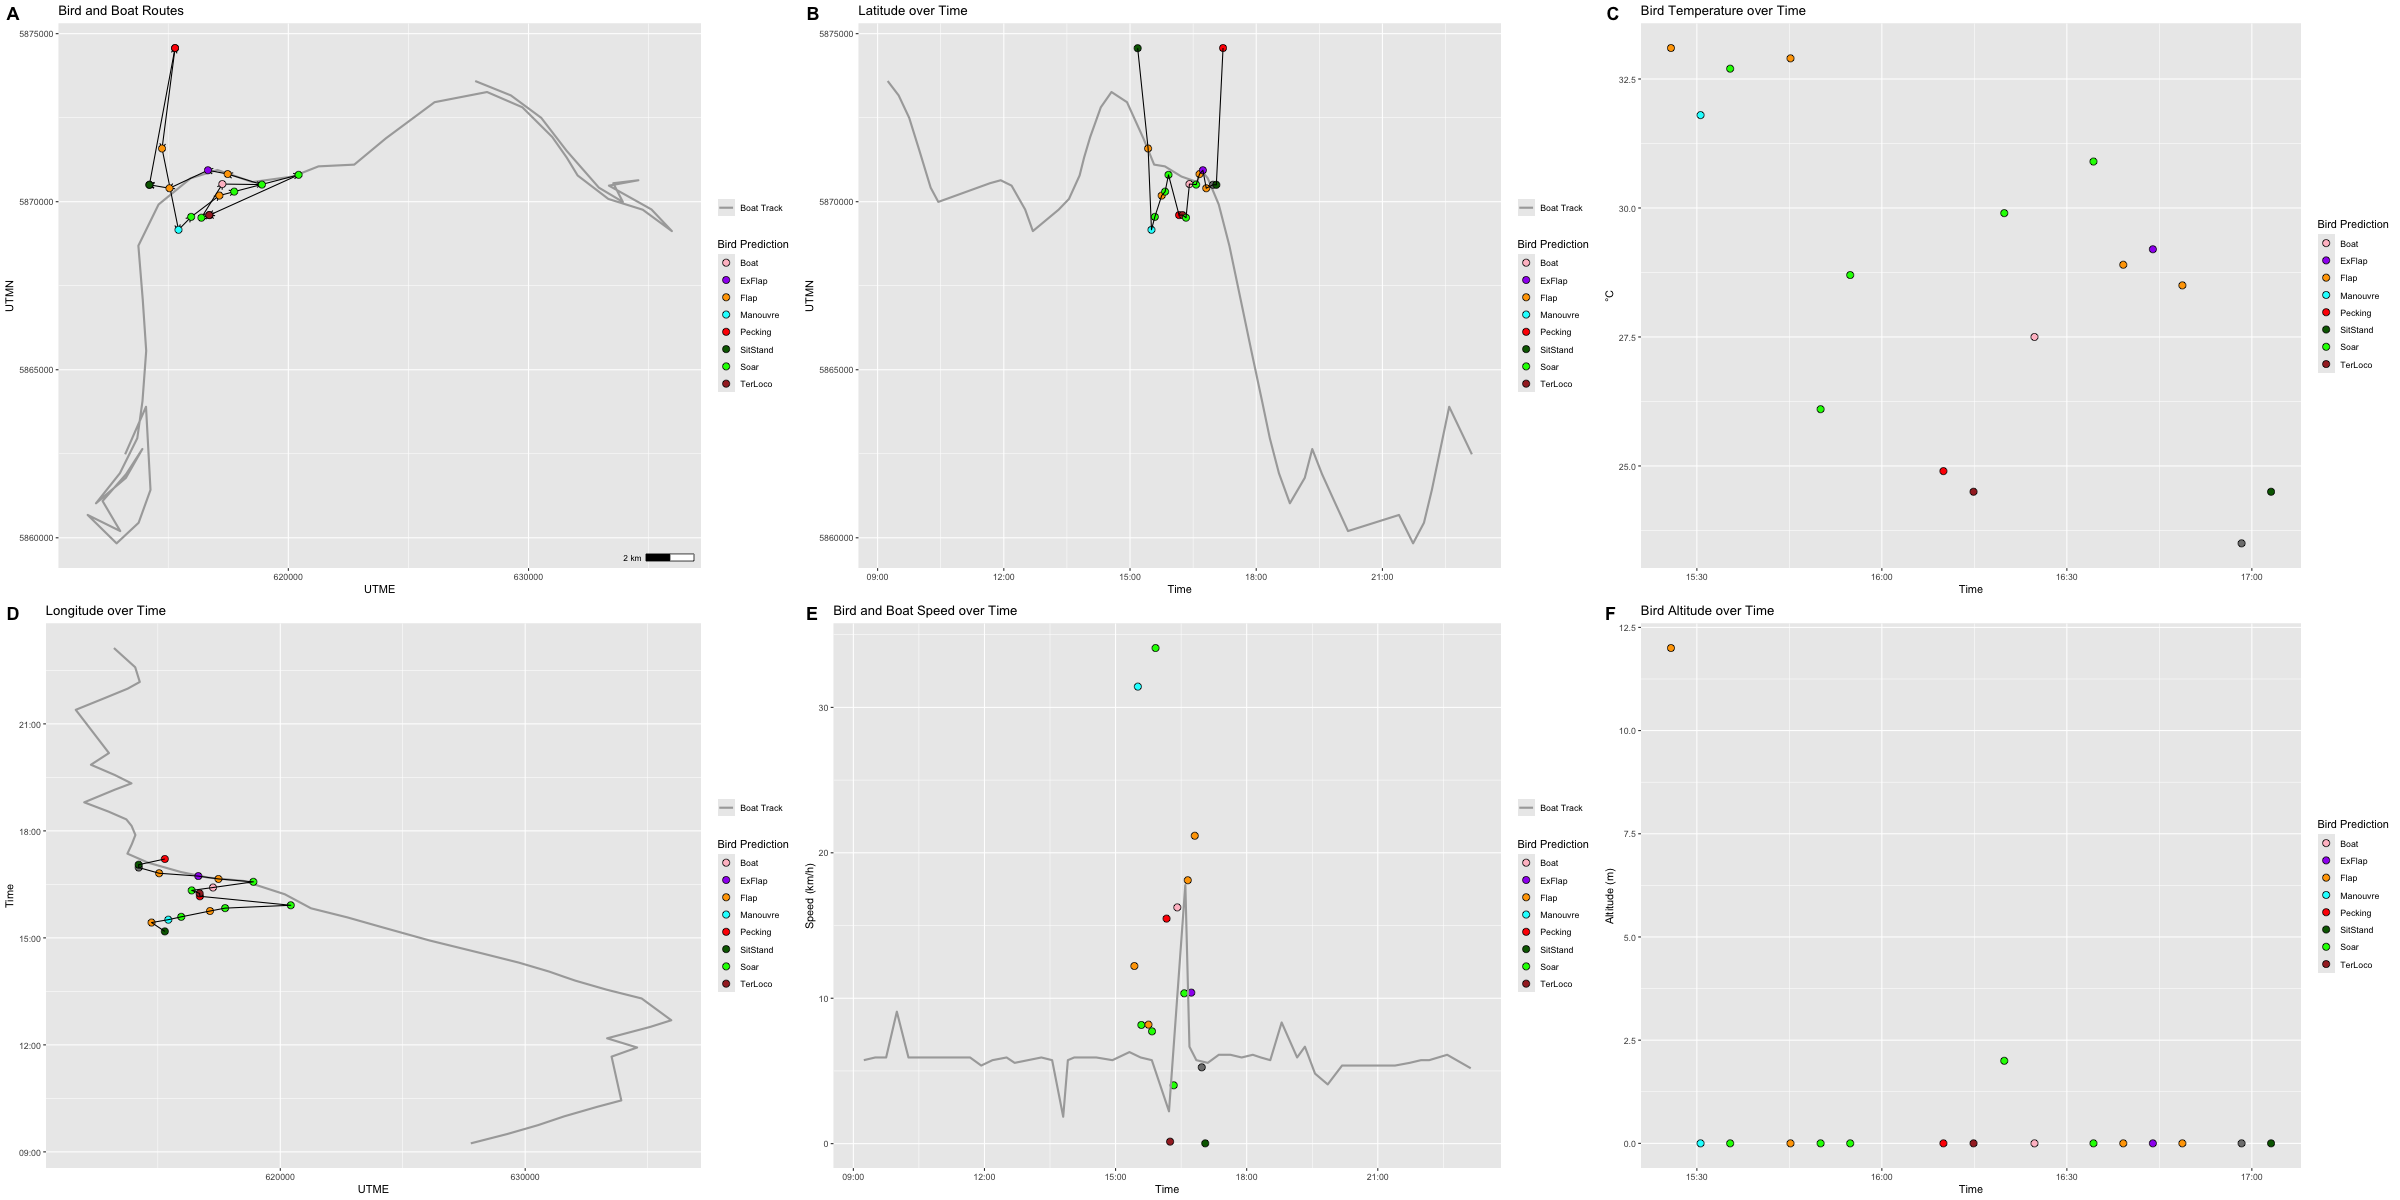 A Bird and Boat Routes
5875000
5870000
5865000
5860000
UTMN
620000
630000
UTME
2 km
Boat Track
Bird Prediction
Boat
ExFlap
Flap
Manouvre
Pecking
SitStand
Soar
TerLoco
B Latitude over Time
5875000
5870000
5865000
5860000
UTMN
09:00
12:00
15:00
18:00
21:00
Time
Boat Track
Bird Prediction
Boat
ExFlap
Flap
Manouvre
Pecking
SitStand
Soar
TerLoco
C Bird Temperature over Time
32.5
30.0
27.5
25.0
°C
15:30
16:00
16:30
17:00
Time
Bird Prediction
Boat
ExFlap
Flap
Manouvre
Pecking
SitStand
Soar
TerLoco
D Longitude over Time
21:00
18:00
15:00
12:00
09:00
Time
620000
630000
UTME
Boat Track
Bird Prediction
Boat
ExFlap
Flap
Manouvre
Pecking
SitStand
Soar
TerLoco
E Bird and Boat Speed over Time
30
20
10
0
Speed (km/h)
09:00
12:00
15:00
18:00
21:00
Time
Boat Track
Bird Prediction
Boat
ExFlap
Flap
Manouvre
Pecking
SitStand
Soar
TerLoco
F Bird Altitude over Time
12.5
10.0
7.5
5.0
2.5
0.0
Altitude (m)
15:30
16:00
16:30
17:00
Time
Bird Prediction
Boat
ExFlap
Flap
Manouvre
Pecking
SitStand
Soar
TerLoco